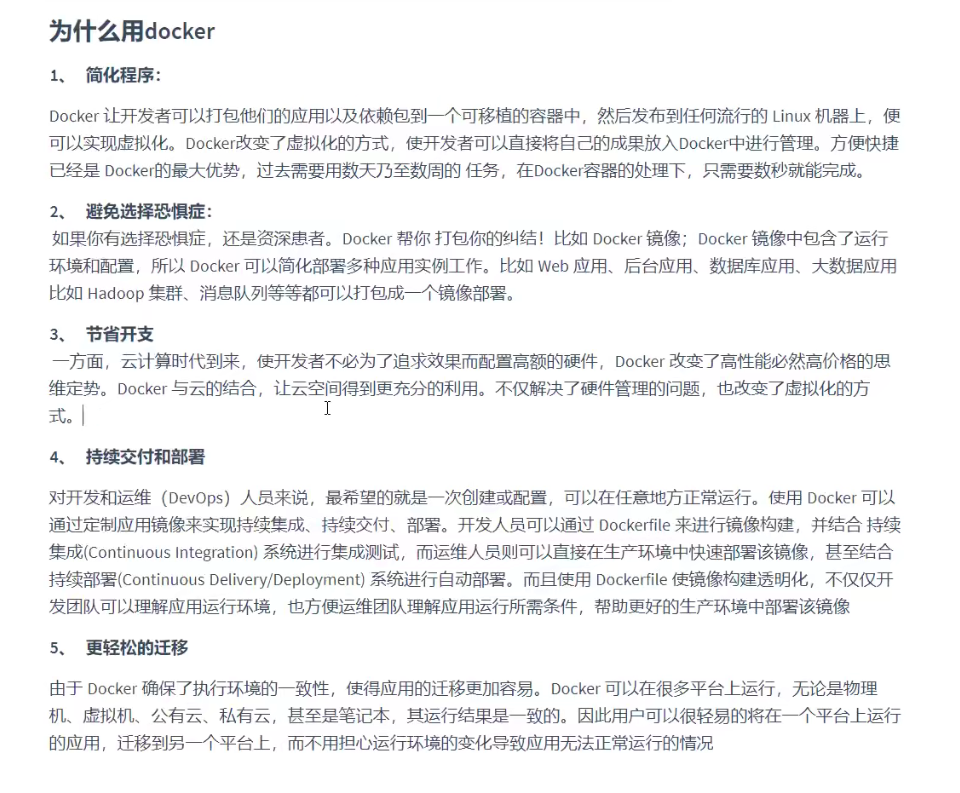 为什么用docker
1、 简化程序：
Docker 让开发者可以打包他们的应用以及依赖包到一个可移植的容器中，然后发布到任何流行的 Linux 机器上，便
可以实现虚拟化。Docker改变了虚拟化的方式，使开发者可以直接将自己的成果放入Docker中进行管理。方便快捷
已经是 Docker的最大优势，过去需要用数天乃至数周的 任务，在Docker容器的处理下，只需要数秒就能完成。
2、 避免选择恐惧症：
如果你有选择恐惧症，还是资深患者。Docker 帮你 打包你的纠结！比如 Docker 镜像；Docker 镜像中包含了运行
环境和配置，所以 Docker 可以简化部署多种应用实例工作。比如 Web 应用、后台应用、数据库应用、大数据应用
比如 Hadoop 集群、消息队列等等都可以打包成一个镜像部署。
3、 节省开支
一方面，云计算时代到来，使开发者不必为了追求效果而配置高额的硬件，Docker 改变了高性能必然高价格的思
维定势。Docker 与云的结合，让云空间得到更充分的利用。不仅解决了硬件管理的问题，也改变了虚拟化的方
式。
4、 持续交付和部署
对开发和运维（DevOps）人员来说，最希望的就是一次创建或配置，可以在任意地方正常运行。使用 Docker 可以
通过定制应用镜像来实现持续集成、持续交付、部署。开发人员可以通过 Dockerfile 来进行镜像构建，并结合 持续
集成(Continuous Integration) 系统进行集成测试，而运维人员则可以直接在生产环境中快速部署该镜像，甚至结合
持续部署(Continuous Delivery/Deployment) 系统进行自动部署。而且使用 Dockerfile 使镜像构建透明化，不仅仅开
发团队可以理解应用运行环境，也方便运维团队理解应用运行所需条件，帮助更好的生产环境中部署该镜像
5、 更轻松的迁移
由于 Docker 确保了执行环境的一致性，使得应用的迁移更加容易。Docker 可以在很多平台上运行，无论是物理
机、虚拟机、公有云、私有云，甚至是笔记本，其运行结果是一致的。因此用户可以很轻易的将在一个平台上运行
的应用，迁移到另一个平台上，而不用担心运行环境的变化导致应用无法正常运行的情况